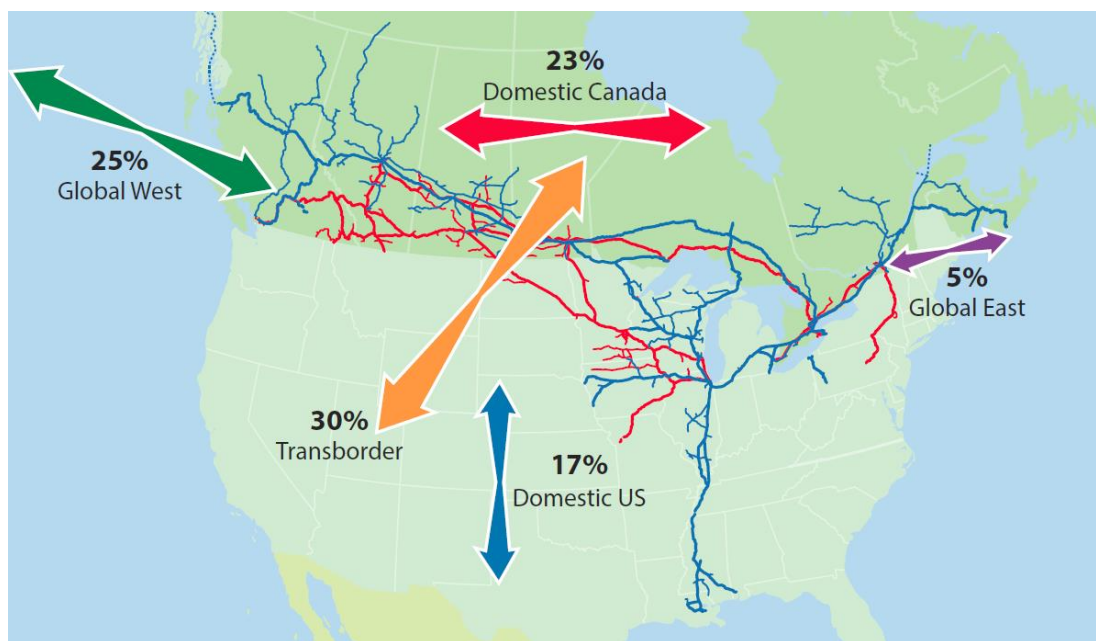 23%
Domestic Canada
25%
Global West
5%
Global East
30%
Transborder
17%
Domestic US